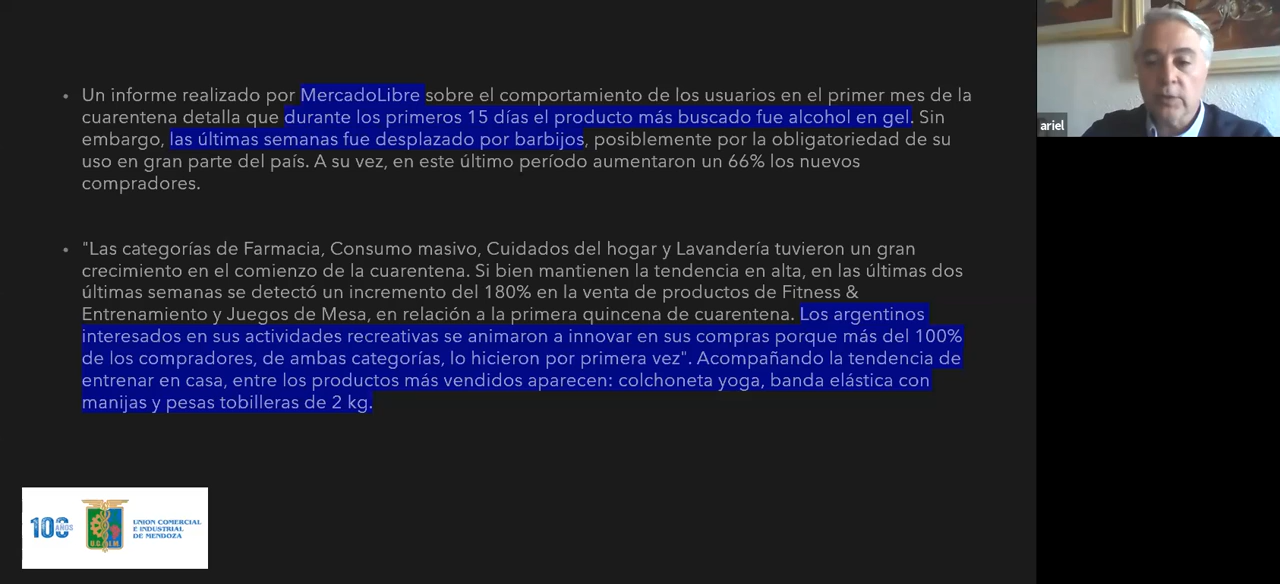 • Un informe realizado por MercadoLibre sobre el comportamiento de los usuarios en el primer mes de la
cuarentena detalla que durante los primeros 15 días el producto más buscado fue alcohol en gel. Sin
embargo, las últimas semanas fue desplazado por barbijos, posiblemente por la obligatoriedad de su
uso en gran parte del país. A su vez, en este último período aumentaron un 66% los nuevos
compradores.
• "Las categorías de Farmacia, Consumo masivo, Cuidados del hogar y Lavandería tuvieron un gran
crecimiento en el comienzo de la cuarentena. Si bien mantienen la tendencia en alta, en las últimas dos
últimas semanas se detectó un incremento del 180% en la venta de productos de Fitness &
Entrenamiento y Juegos de Mesa, en relación a la primera quincena de cuarentena. Los argentinos
interesados en sus actividades recreativas se animaron a innovar en sus compras porque más del 100%
de los compradores, de ambas categorías, lo hicieron por primera vez". Acompañando la tendencia de
entrenar en casa, entre los productos más vendidos aparecen: colchoneta yoga, banda elástica con
manijas y pesas tobilleras de 2 kg.
100 AÑOS
U.C.I.M.
UNION COMERCIAL
E INDUSTRIAL
DE MENDOZA
ariel